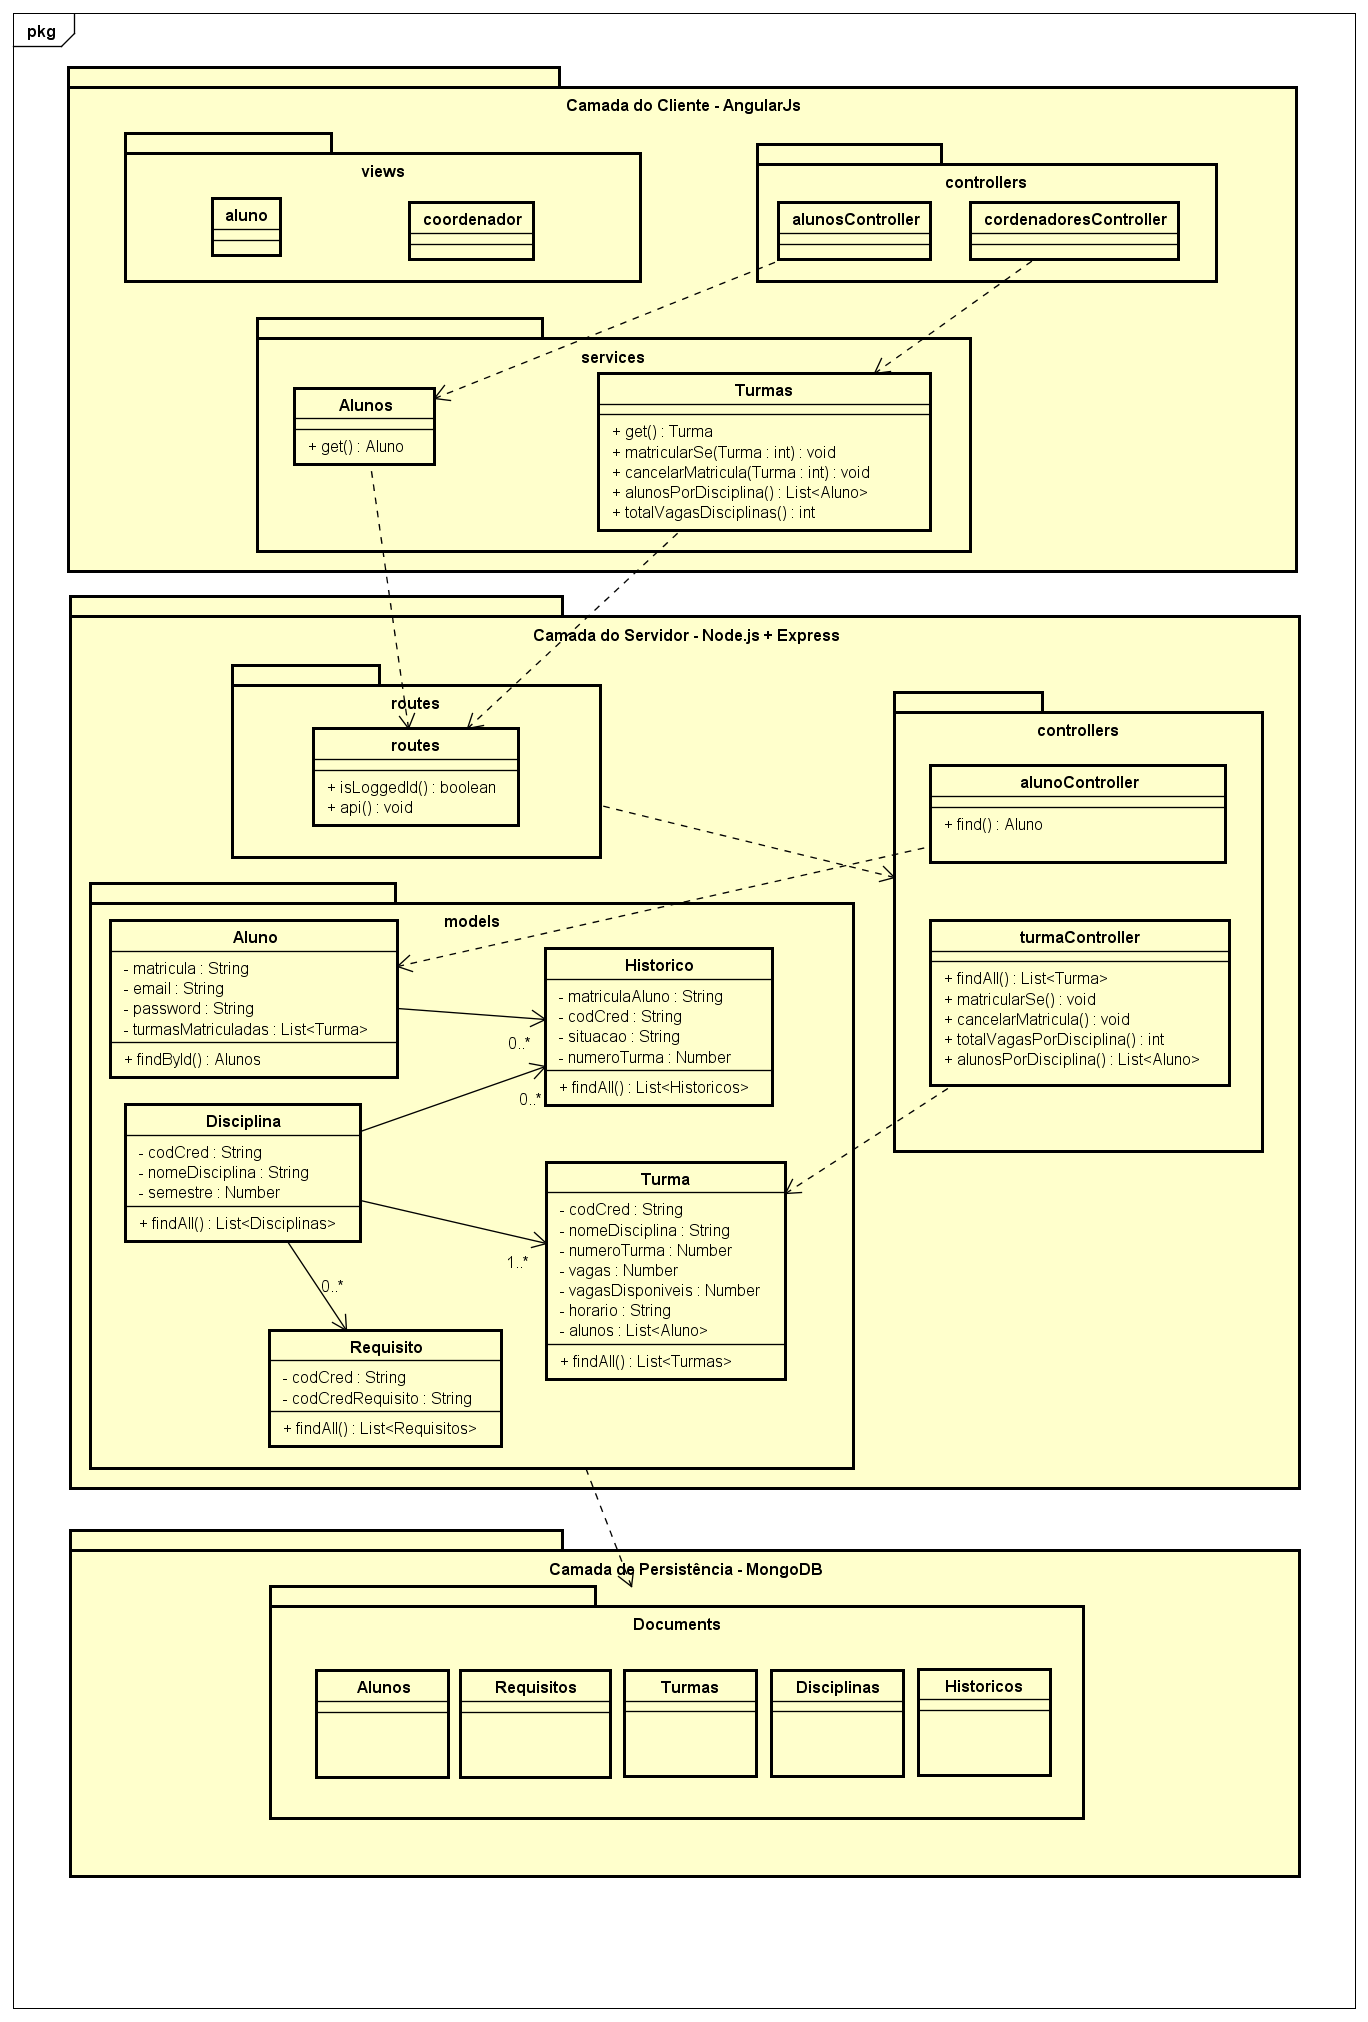 pkg
Camada do Cliente - AngularJs
views
aluno
coordenador
controllers
alunosController
cordenadoresController
services
Alunos
+ get() : Aluno
Turmas
+ get() : Turma
+ matricularSe(Turma : int) : void
+ cancelarMatricula(Turma : int) : void
+ alunosPorDisciplina() : List<Aluno>
+ totalVagasDisciplinas() : int
Camada do Servidor - Node.js + Express
routes
routes
+ isLoggedId() : boolean
+ api() : void
controllers
alunoController
+ find() : Aluno
turmaController
+ findAll() : List<Turma>
+ matricularSe() : void
+ cancelarMatricula() : void
+ totalVagasPorDisciplina() : int
+ alunosPorDisciplina() : List<Aluno>
models
Aluno
- matricula : String
- email : String
- password : String
- turmasMatriculadas : List<Turma>
+ findById() : Alunos
Historico
- matriculaAluno : String
- codCred : String
- situacao : String
- numeroTurma : Number
+ findAll() : List<Historicos>
0..*
0..*
Disciplina
- codCred : String
- nomeDisciplina : String
- semestre : Number
+ findAll() : List<Disciplinas>
Turma
- codCred : String
- nomeDisciplina : String
- numeroTurma : Number
- vagas : Number
- vagasDisponiveis : Number
- horario : String
- alunos : List<Aluno>
+ findAll() : List<Turmas>
1..*
0..*
Requisito
- codCred : String
- codCredRequisito : String
+ findAll() : List<Requisitos>
Camada de Persistência - MongoDB
Documents
Alunos
Requisitos
Turmas
Disciplinas
Historicos